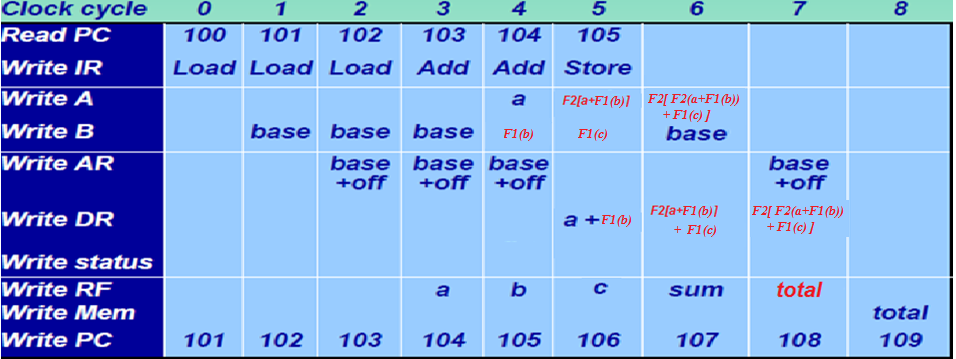 Clock cycle 0 1 2 3 4 5 6 7 8
Read PC 100 101 102 103 104 105
Write IR Load Load Load Add Add Store
Write A a F2[a+F1(b)] F2[ F2(a+F1(b)) + F1(c) ]
Write B base base base F1(b) F1(c) base
Write AR base +off base +off base +off base +off
Write DR a + F1(b) F2[a+F1(b)] + F1(c) F2[ F2(a+F1(b)) + F1(c) ]
Write status
Write RF a b c sum total
Write Mem total
Write PC 101 102 103 104 105 106 107 108 109